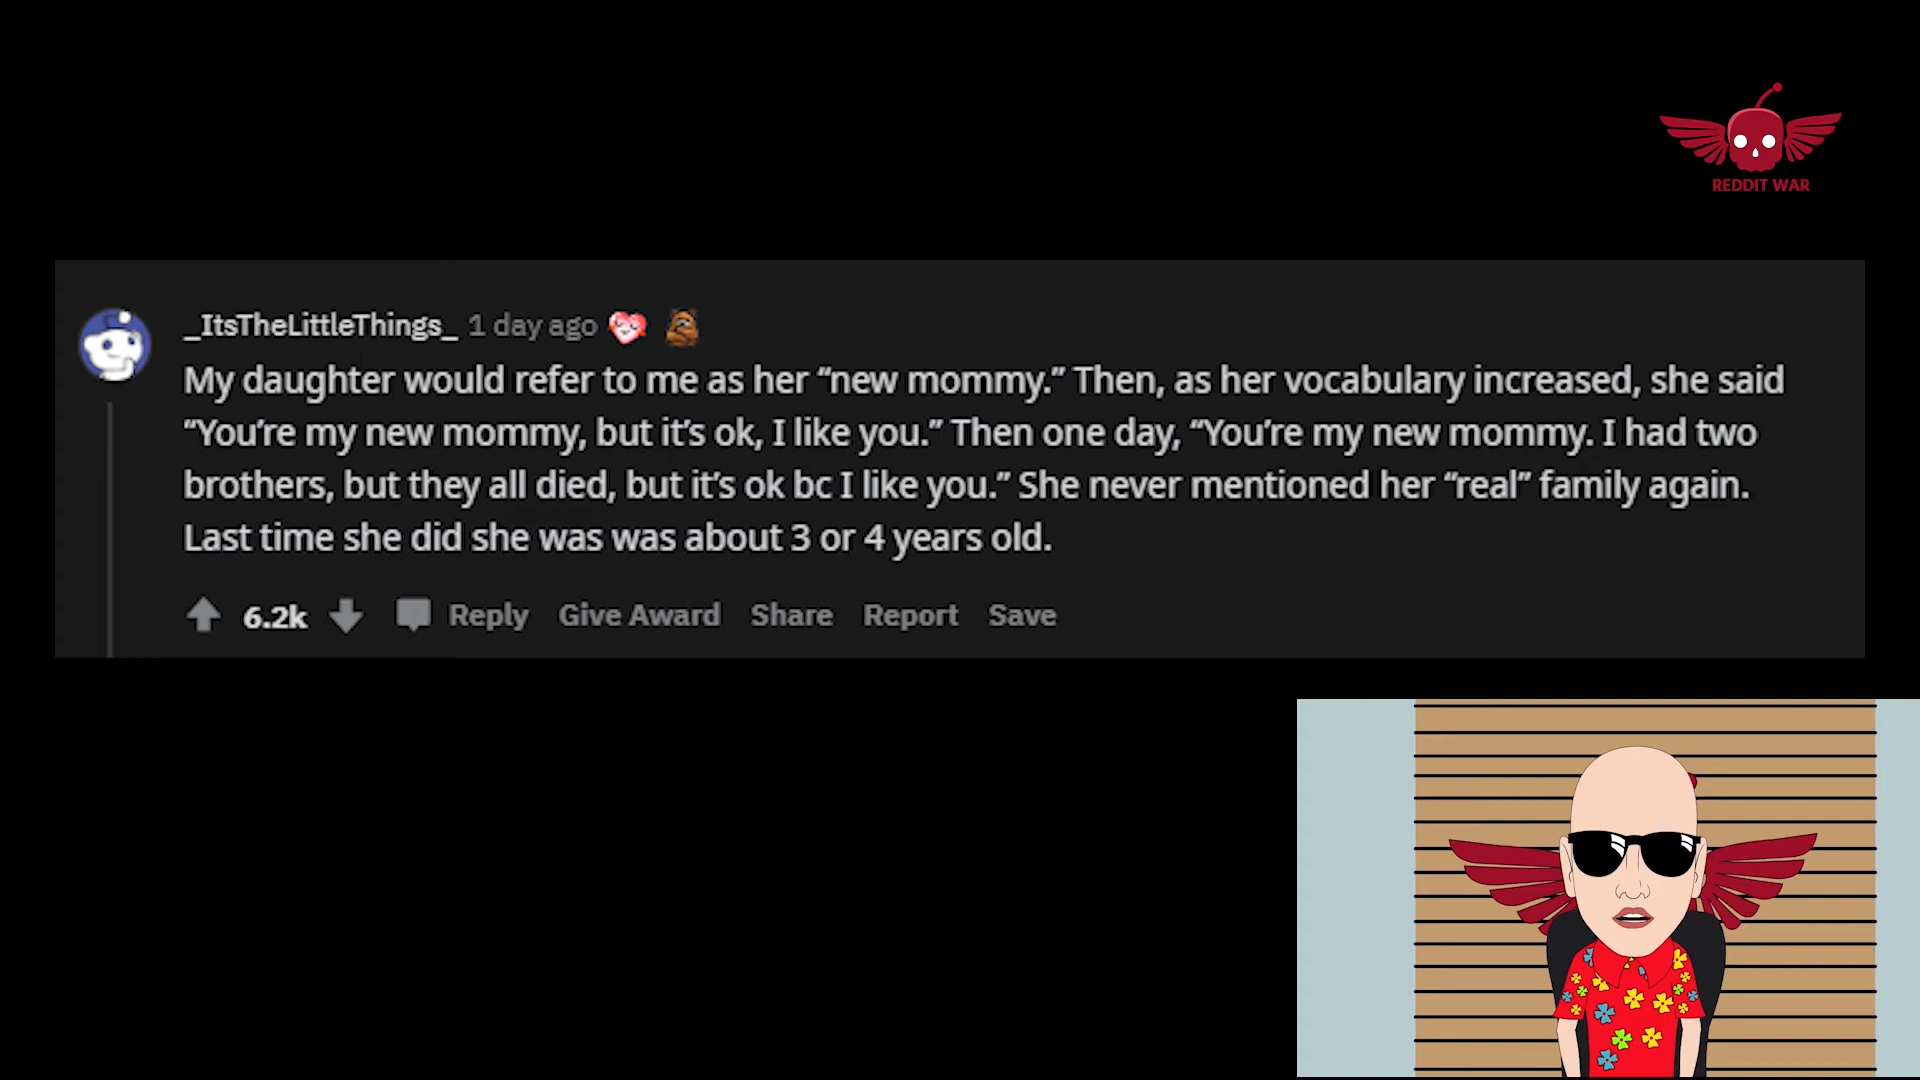 REDDIT WAR
_ItsTheLittleThings_ 1 day ago
My daughter would refer to me as her “new mommy.” Then, as her vocabulary increased, she said
“You’re my new mommy, but it’s ok, I like you.” Then one day, “You’re my new mommy. I had two
brothers, but they all died, but it’s ok bc I like you.” She never mentioned her “real” family again.
Last time she did she was was about 3 or 4 years old.
6.2k Reply Give Award Share Report Save